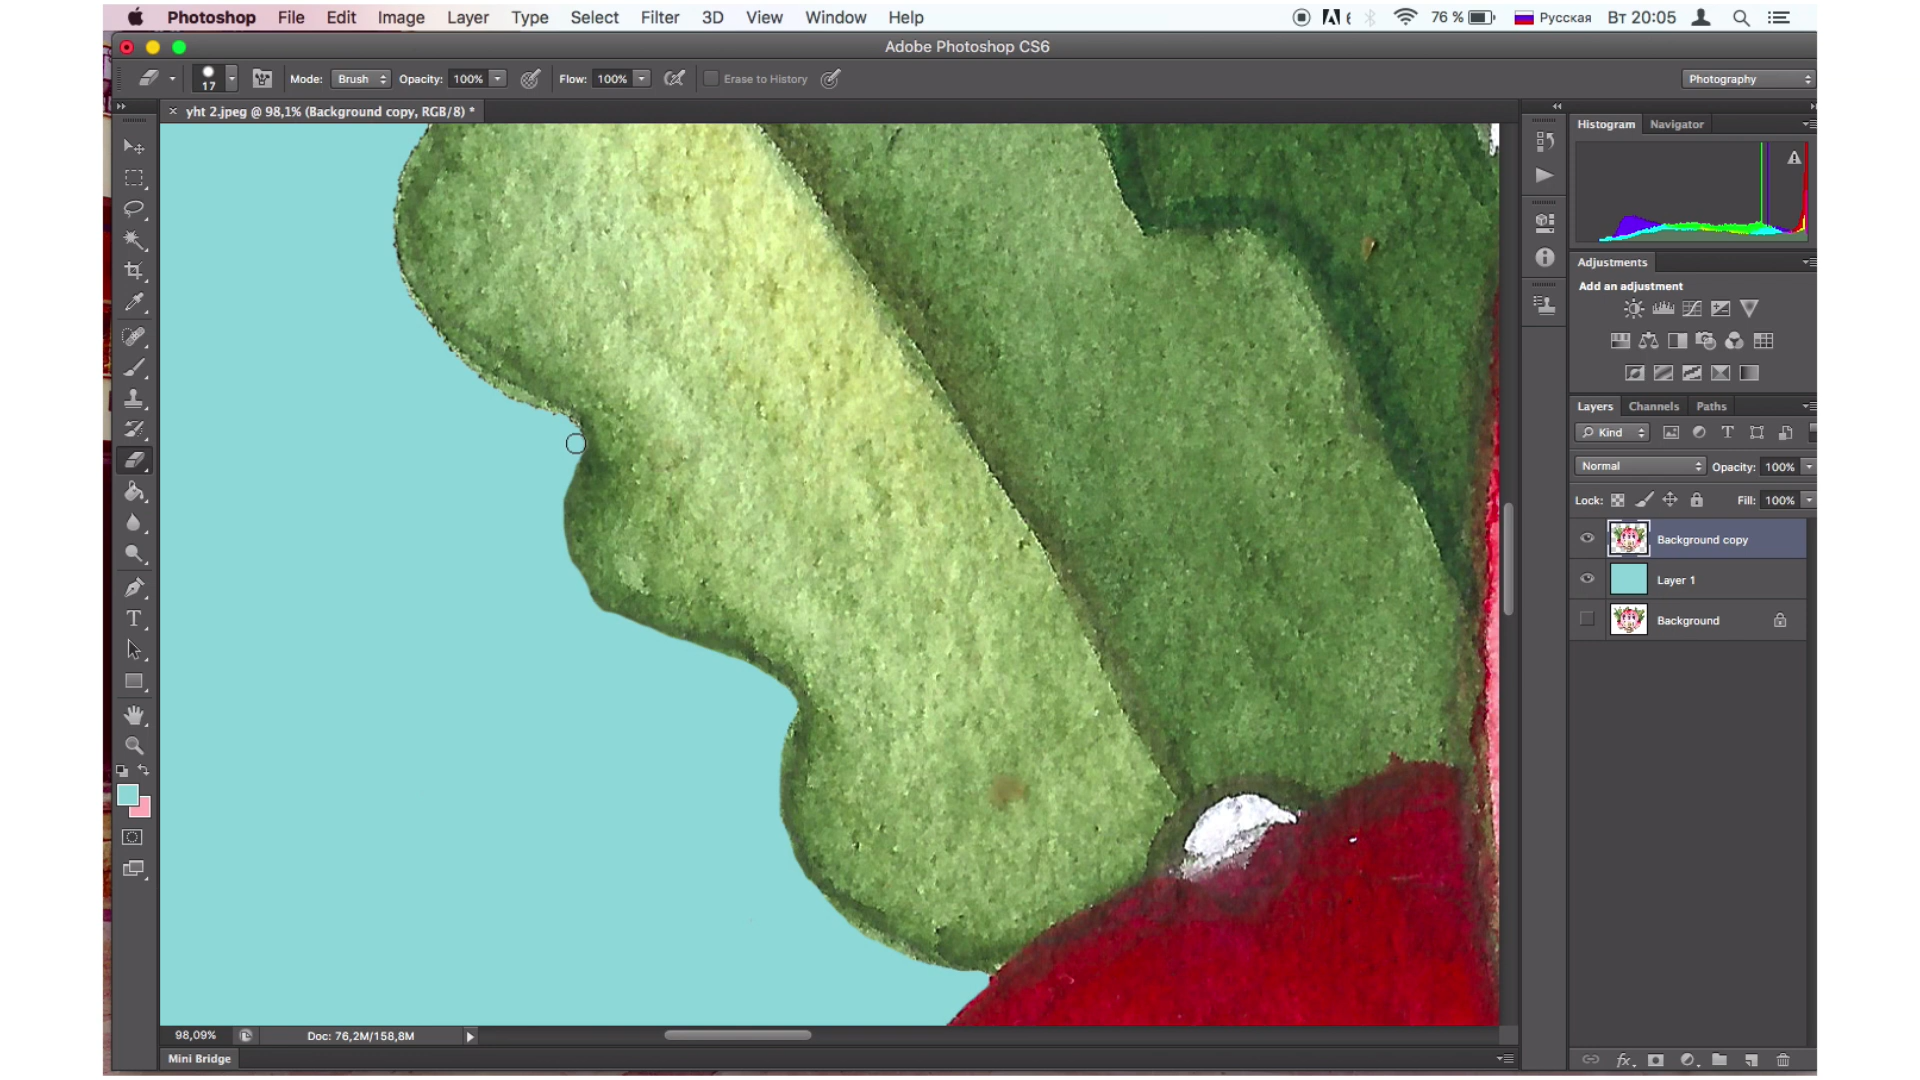 Photoshop File Edit Image Layer Type Select Filter 3D View Window Help 6 76 % Русская Вт 20:05
Adobe Photoshop CS6
17 Mode: Brush Opacity: 100% Flow: 100% Erase to History Photography
× yht 2.jpeg @ 98,1% (Background copy, RGB/8) *
Histogram Navigator
Adjustments
Add an adjustment
Layers Channels Paths
Kind
Normal Opacity: 100%
Lock: Fill: 100%
Background copy
Layer 1
Background
98,09% Doc: 76,2M/158,8M
Mini Bridge